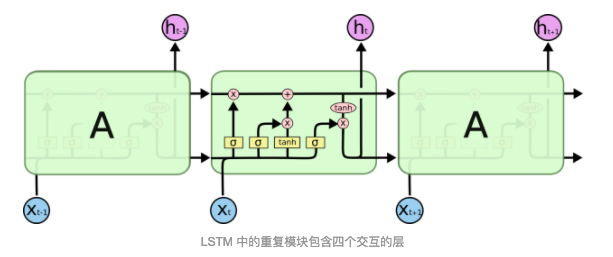 h_{t-1} h_t h_{t+1}
A A
x + tanh
x x
σ σ tanh σ
X_{t-1} X_t X_{t+1}
LSTM 中的重复模块包含四个交互的层